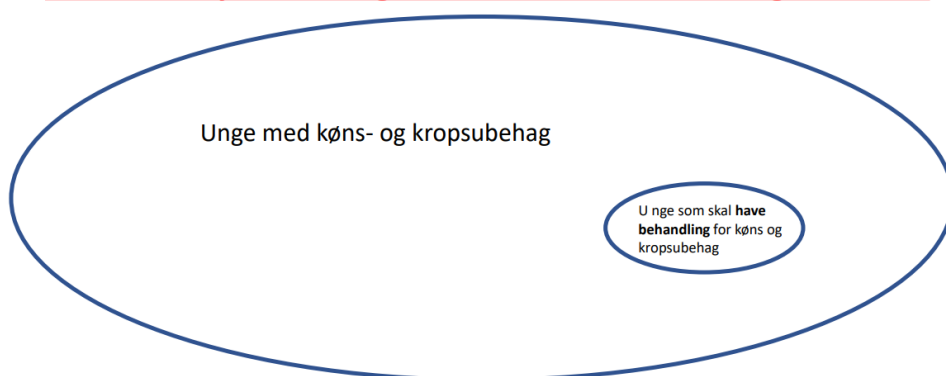 Unge med køns- og kropsubehag
U nge som skal have
behandling for køns og
kropsubehag